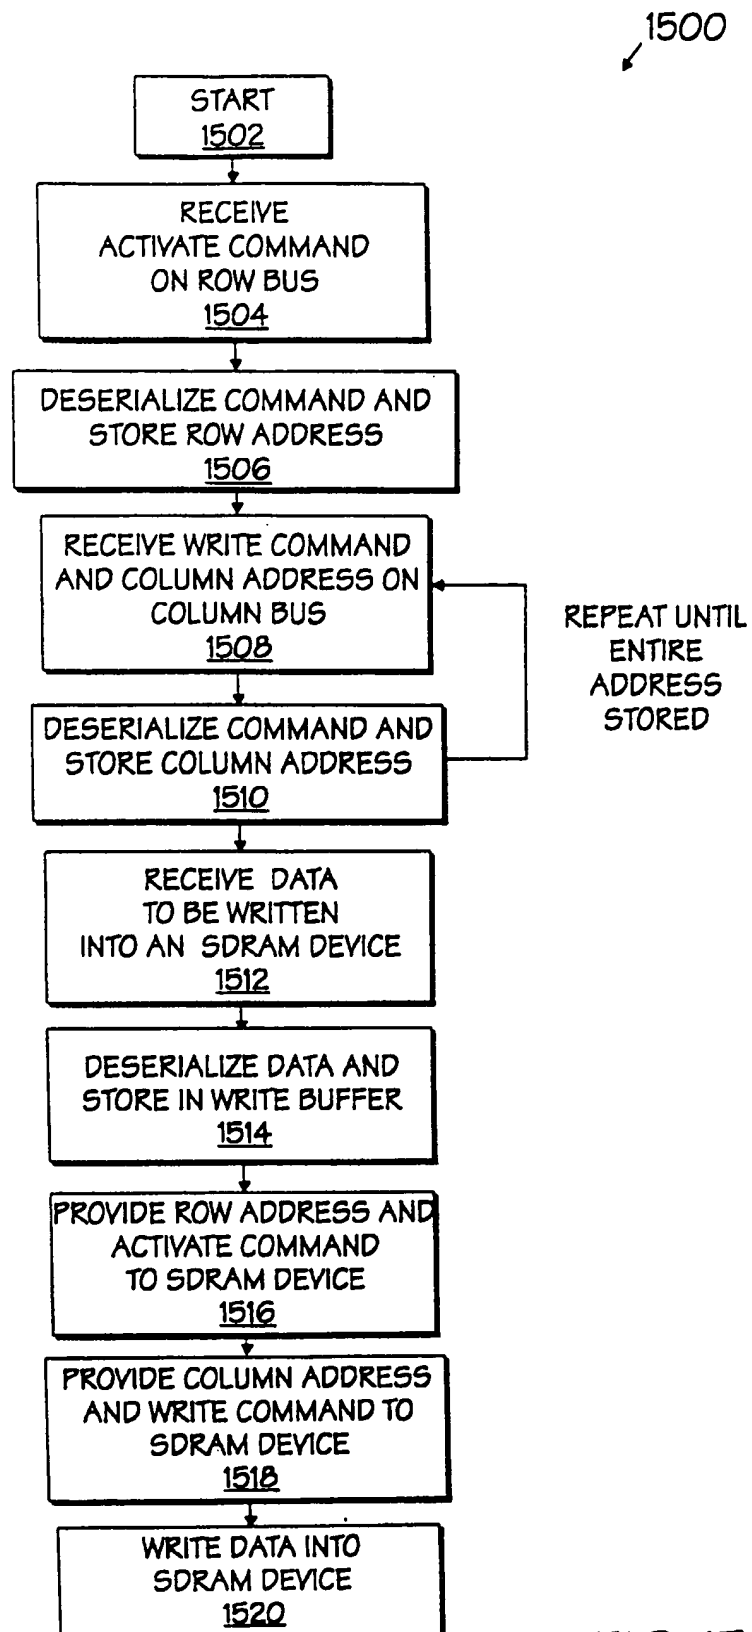 1500
START
1502
RECEIVE
ACTIVATE COMMAND
ON ROW BUS
1504
DESERIALIZE COMMAND AND
STORE ROW ADDRESS
1506
RECEIVE WRITE COMMAND
AND COLUMN ADDRESS ON
COLUMN BUS
1508
REPEAT UNTIL
ENTIRE
ADDRESS
STORED
DESERIALIZE COMMAND AND
STORE COLUMN ADDRESS
1510
RECEIVE DATA
TO BE WRITTEN
INTO AN SDRAM DEVICE
1512
DESERIALIZE DATA AND
STORE IN WRITE BUFFER
1514
PROVIDE ROW ADDRESS AND
ACTIVATE COMMAND
TO SDRAM DEVICE
1516
PROVIDE COLUMN ADDRESS
AND WRITE COMMAND TO
SDRAM DEVICE
1518
WRITE DATA INTO
SDRAM DEVICE
1520